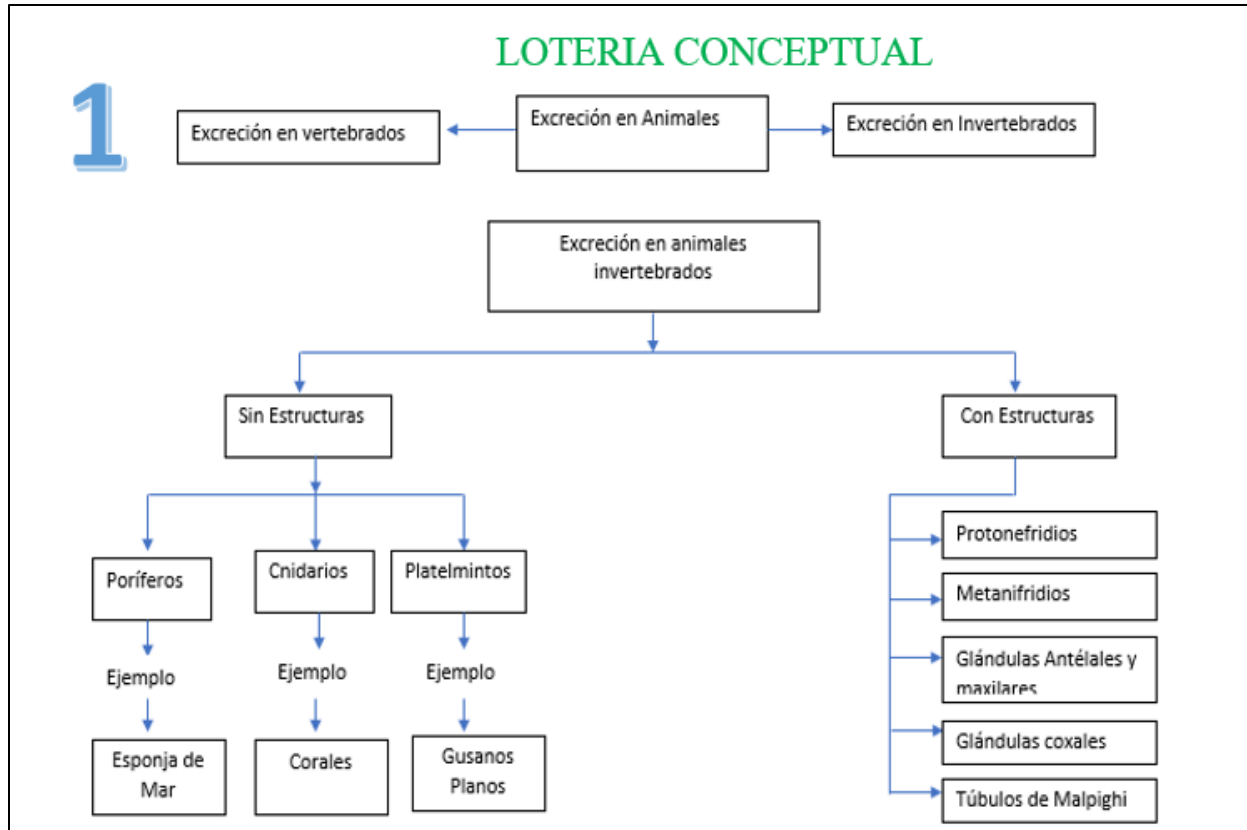 LOTERIA CONCEPTUAL
1
Excreción en vertebrados
Excreción en Animales
Excreción en Invertebrados
Excreción en animales
invertebrados
Sin Estructuras
Con Estructuras
Poríferos
Cnidarios
Platelmintos
Ejemplo
Ejemplo
Ejemplo
Esponja de
Mar
Corales
Gusanos
Planos
Protonefridios
Metanifridios
Glándulas Antélales y
maxilares
Glándulas coxales
Túbulos de Malpighi